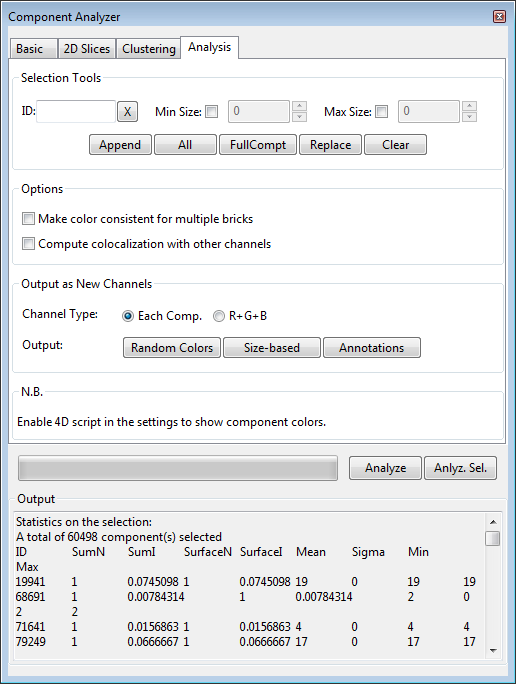 Component Analyzer
Basic 2D Slices Clustering Analysis
Selection Tools
ID: X Min Size: 0 Max Size: 0
Append All FullCompt Replace Clear
Options
Make color consistent for multiple bricks
Compute colocalization with other channels
Output as New Channels
Channel Type: Each Comp. R+G+B
Output: Random Colors Size-based Annotations
N.B.
Enable 4D script in the settings to show component colors.
Analyze Anlyz. Sel.
Output
Statistics on the selection:
A total of 60498 component(s) selected
ID SumN SumI SurfaceN SurfaceI Mean Sigma Min
Max
19941 1 0.0745098 1 0.0745098 19 0 19 19
68691 1 0.00784314 1 0.00784314 2 0
2 2
71641 1 0.0156863 1 0.0156863 4 0 4 4
79249 1 0.0666667 1 0.0666667 17 0 17 17